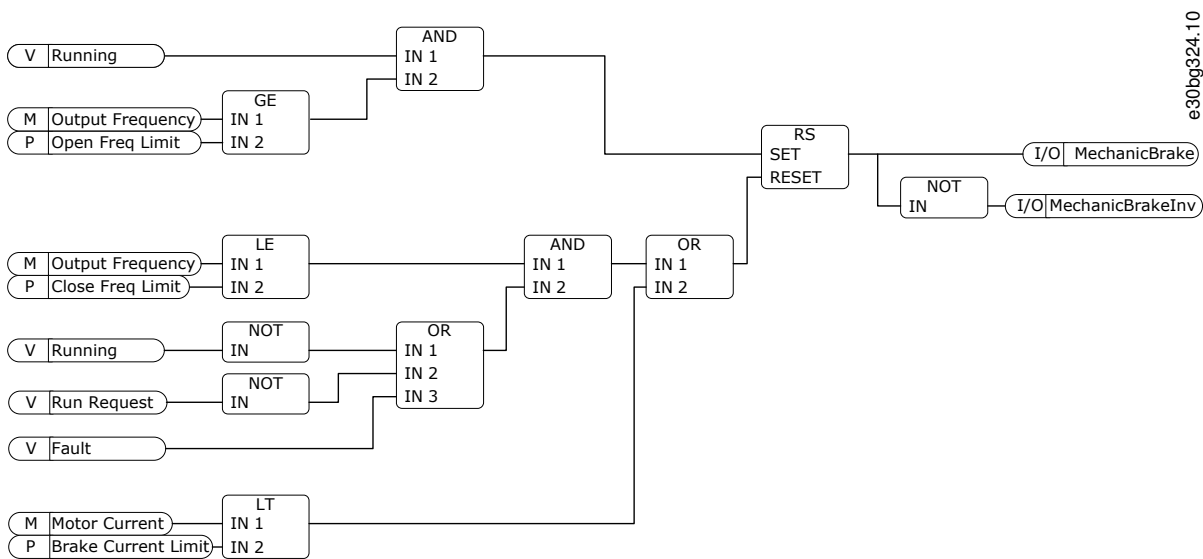 e30bg324.10
AND
V Running
IN 1
IN 2
GE
M Output Frequency
IN 1
P Open Freq Limit
IN 2
RS
SET
RESET
I/O MechanicBrake
NOT
IN
I/O MechanicBrakeInv
LE
M Output Frequency
IN 1
P Close Freq Limit
IN 2
AND
IN 1
IN 2
OR
IN 1
IN 2
NOT
V Running
IN
OR
IN 1
IN 2
IN 3
NOT
V Run Request
IN
V Fault
LT
M Motor Current
IN 1
P Brake Current Limit
IN 2